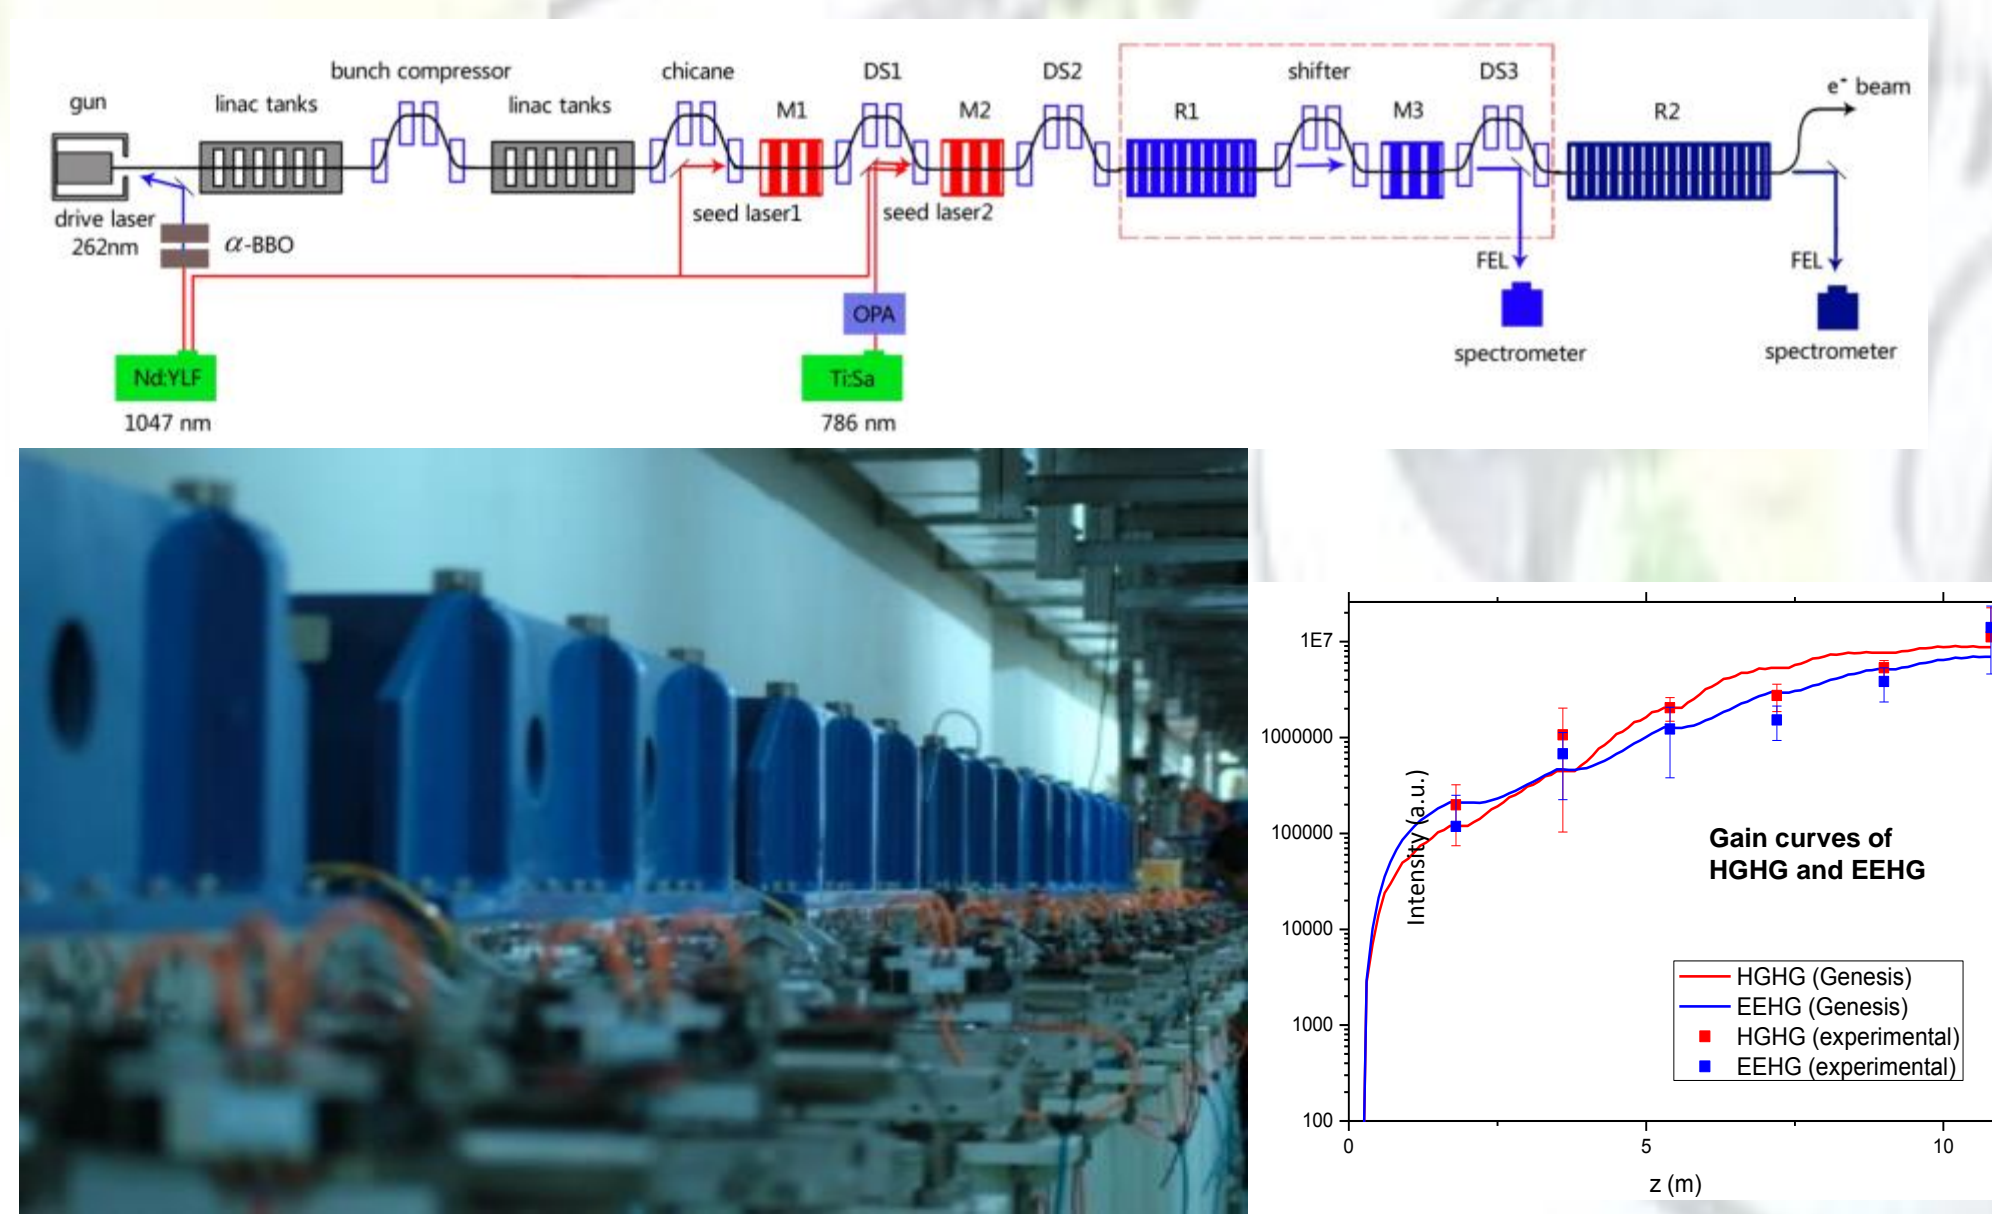 bunch compressor
chicane
DS1
DS2
shifter
DS3
gun
linac tanks
linac tanks
M1
M2
R1
M3
R2
e⁻ beam
drive laser
262nm
α-BBO
seed laser1
seed laser2
FEL
FEL
OPA
spectrometer
spectrometer
Nd:YLF
1047 nm
Ti:Sa
786 nm
1E7
1000000
100000
10000
1000
100
Intensity (a.u.)
Gain curves of
HGHG and EEHG
HGHG (Genesis)
EEHG (Genesis)
HGHG (experimental)
EEHG (experimental)
0
5
10
z (m)